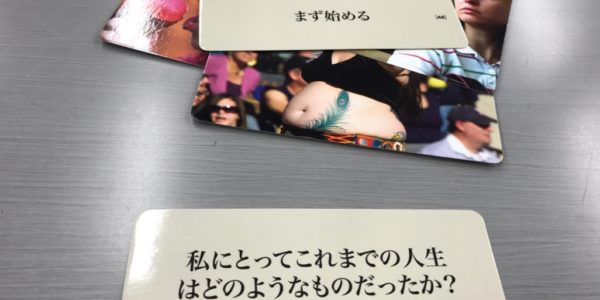 まず始める
私にとってこれまでの人生
はどのようなものだったか?